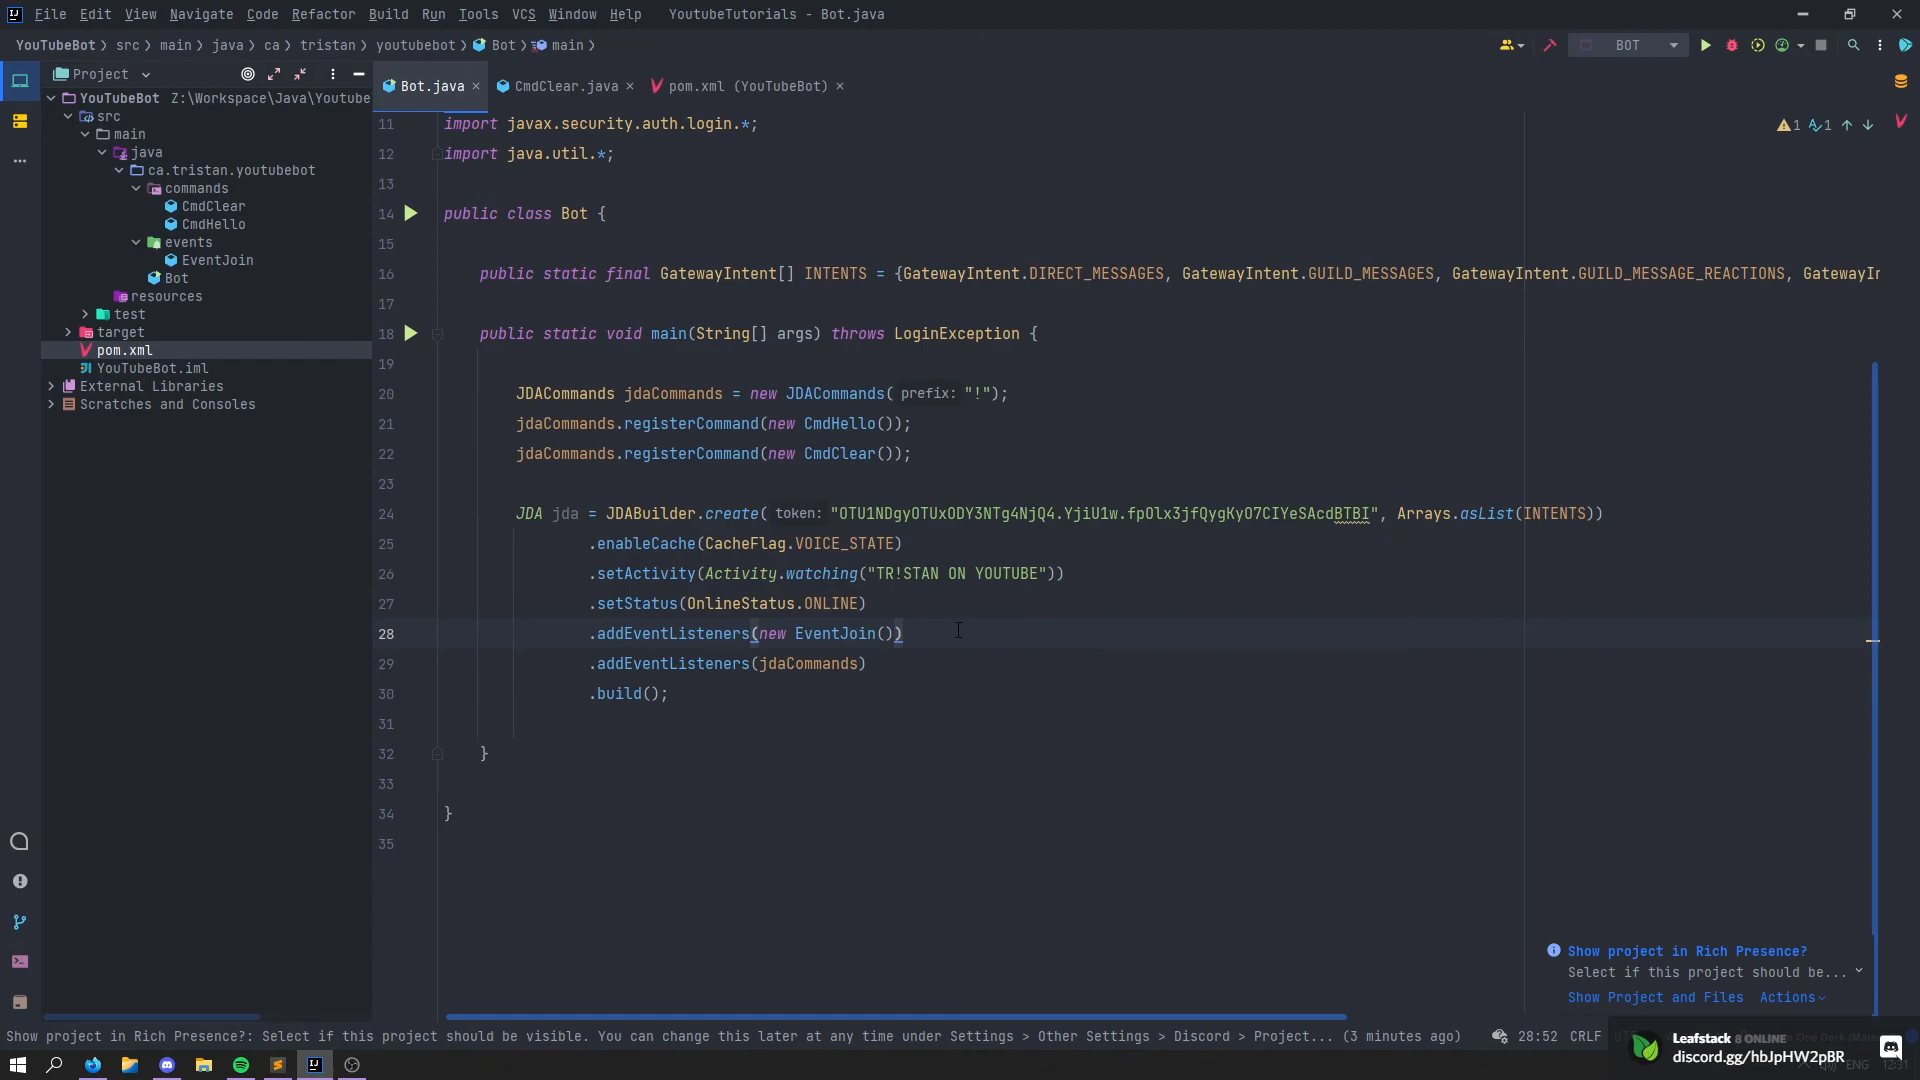 File Edit View Navigate Code Refactor Build Run Tools VCS Window Help YoutubeTutorials - Bot.java
YouTubeBot src main java ca tristan youtubebot Bot main
BOT
Project
Bot.java
CmdClear.java
pom.xml (YouTubeBot)
YouTubeBot Z:\Workspace\Java\Youtube
src
main
java
ca.tristan.youtubebot
commands
CmdClear
CmdHello
events
EventJoin
Bot
resources
test
target
pom.xml
YouTubeBot.iml
External Libraries
Scratches and Consoles
1 1
11 import javax.security.auth.login.*;
12 import java.util.*;
13
14 public class Bot {
15
16 public static final GatewayIntent[] INTENTS = {GatewayIntent.DIRECT_MESSAGES, GatewayIntent.GUILD_MESSAGES, GatewayIntent.GUILD_MESSAGE_REACTIONS, GatewayIn
17
18 public static void main(String[] args) throws LoginException {
19
20 JDACommands jdaCommands = new JDACommands( prefix: "!");
21 jdaCommands.registerCommand(new CmdHello());
22 jdaCommands.registerCommand(new CmdClear());
23
24 JDA jda = JDABuilder.create( token: , Arrays.asList(INTENTS))
25 .enableCache(CacheFlag.VOICE_STATE)
26 .setActivity(Activity.watching("TR!STAN ON YOUTUBE"))
27 .setStatus(OnlineStatus.ONLINE)
28 .addEventListeners(new EventJoin())
29 .addEventListeners(jdaCommands)
30 .build();
31
32 }
33
34 }
35
Show project in Rich Presence?
Select if this project should be...
Show Project and Files Actions
Show project in Rich Presence?: Select if this project should be visible. You can change this later at any time under Settings > Other Settings > Discord > Project... (3 minutes ago)
28:52 CRLF
Leafstack 8 ONLINE
discord.gg/hbJpHW2pBR
ENG 12:31